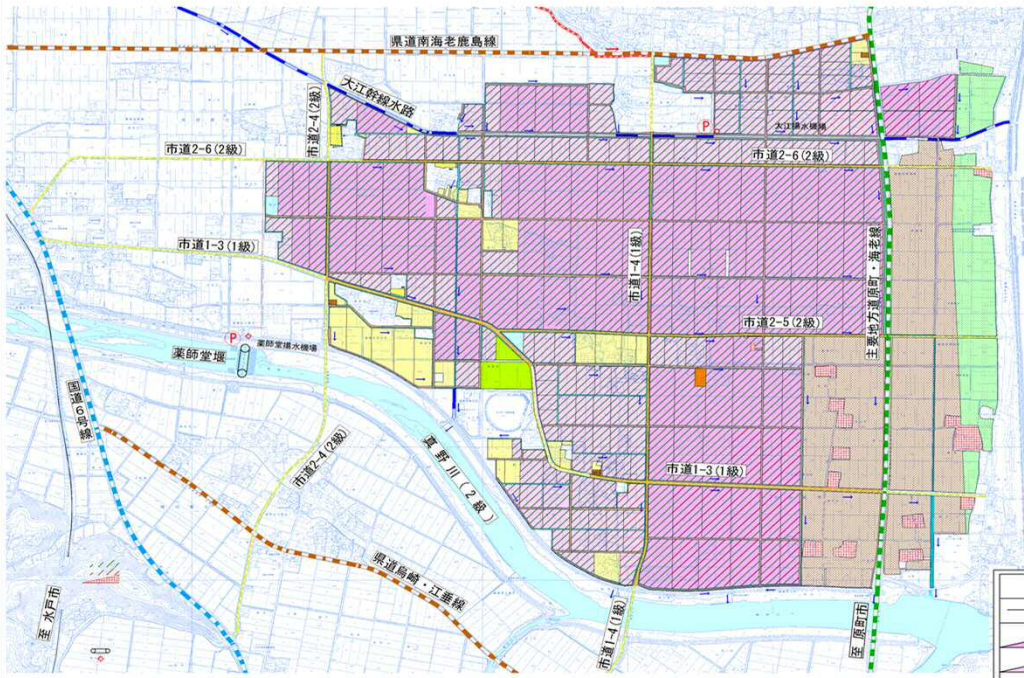 県道南海老鹿島線
大江幹線水路
市道2-4(2級)
P
大江揚水機場
市道2-6(2級)
市道2-6(2級)
市道1-3(1級)
市道1-4(1級)
主要地方道原町・海老線
市道2-5(2級)
P
薬師堂揚水機場
薬師堂堰
国道6号線
真野川(2級)
市道2-4(2級)
市道1-3(1級)
県道烏崎・江垂線
至 水戸市
市道1-4(1級)
至 原町市